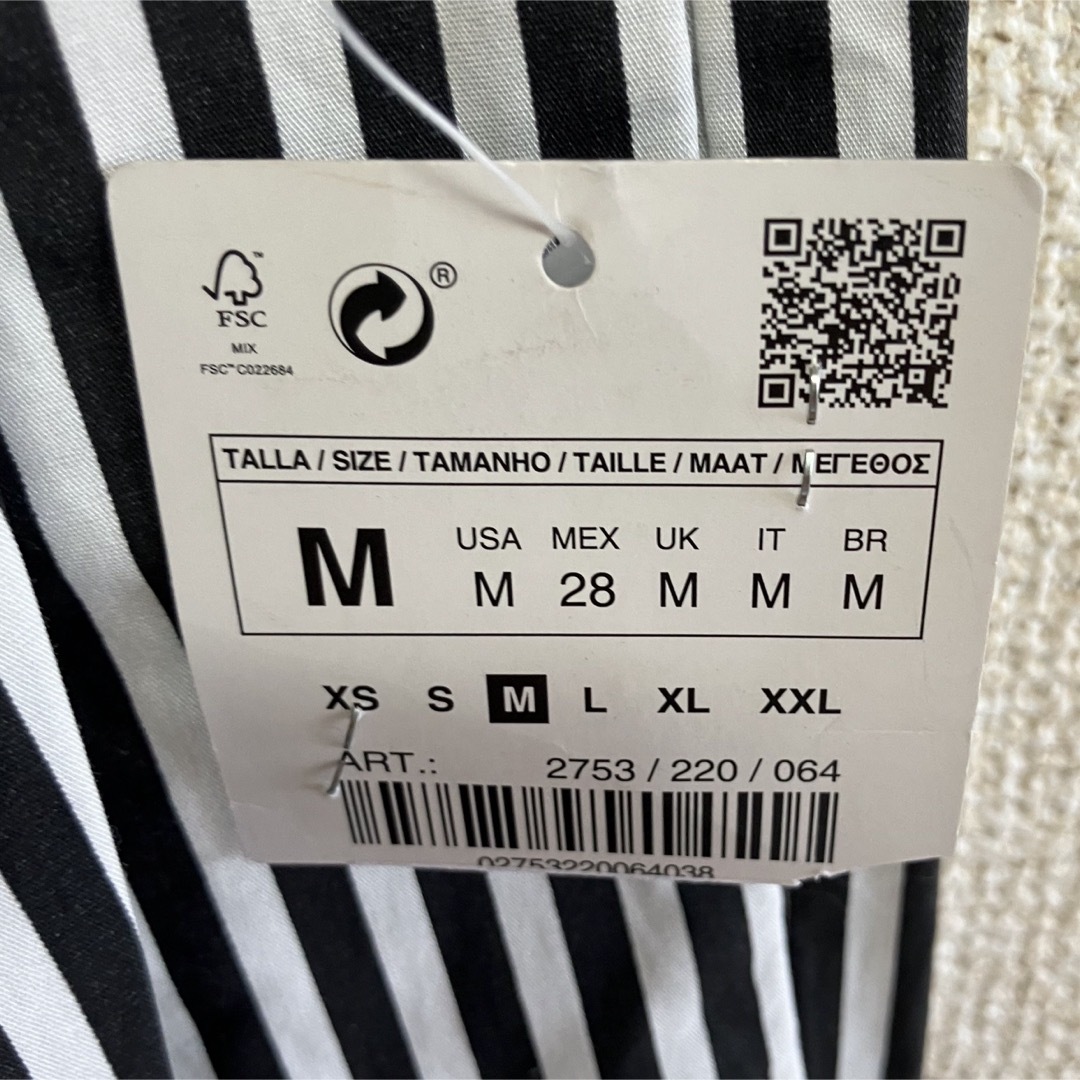 FSC™
MIX
FSC™ C022684
®
TALLA / SIZE / TAMANHO / TAILLE / MAAT / ΜΕΓΕΘΟΣ
M
USA MEX UK IT BR
M 28 M M M
XS S M L XL XXL
ART.: 2753 / 220 / 064
02753220064038